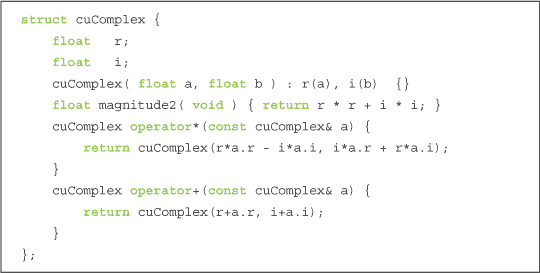 struct cuComplex {
    float   r;
    float   i;
    cuComplex( float a, float b ) : r(a), i(b)  {}
    float magnitude2( void ) { return r * r + i * i; }
    cuComplex operator*(const cuComplex& a) {
        return cuComplex(r*a.r - i*a.i, i*a.r + r*a.i);
    }
    cuComplex operator+(const cuComplex& a) {
        return cuComplex(r+a.r, i+a.i);
    }
};